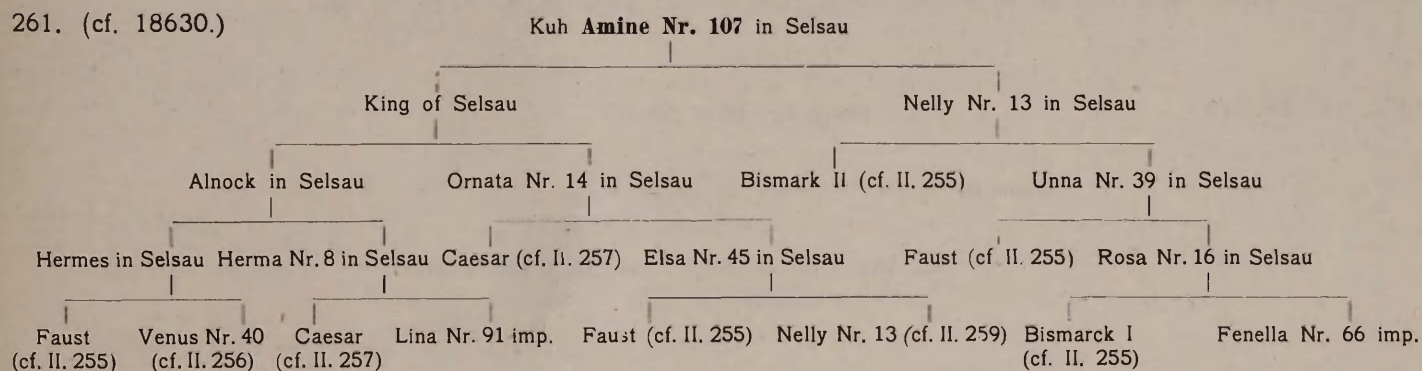 261. (cf. 18630.) Kuh Amine Nr. 107 in Selsau
King of Selsau Nelly Nr. 13 in Selsau
Alnock in Selsau Ornata Nr. 14 in Selsau Bismark II (cf. II. 255) Unna Nr. 39 in Selsau
Hermes in Selsau Herma Nr. 8 in Selsau Caesar (cf. II. 257) Elsa Nr. 45 in Selsau Faust (cf. II. 255) Rosa Nr. 16 in Selsau
Faust Venus Nr. 40 Caesar Lina Nr. 91 imp. Faust (cf. II. 255) Nelly Nr. 13 (cf. II. 259) Bismarck I Fenella Nr. 66 imp.
(cf. II. 255) (cf. II. 256) (cf. II. 257) (cf. II. 255)